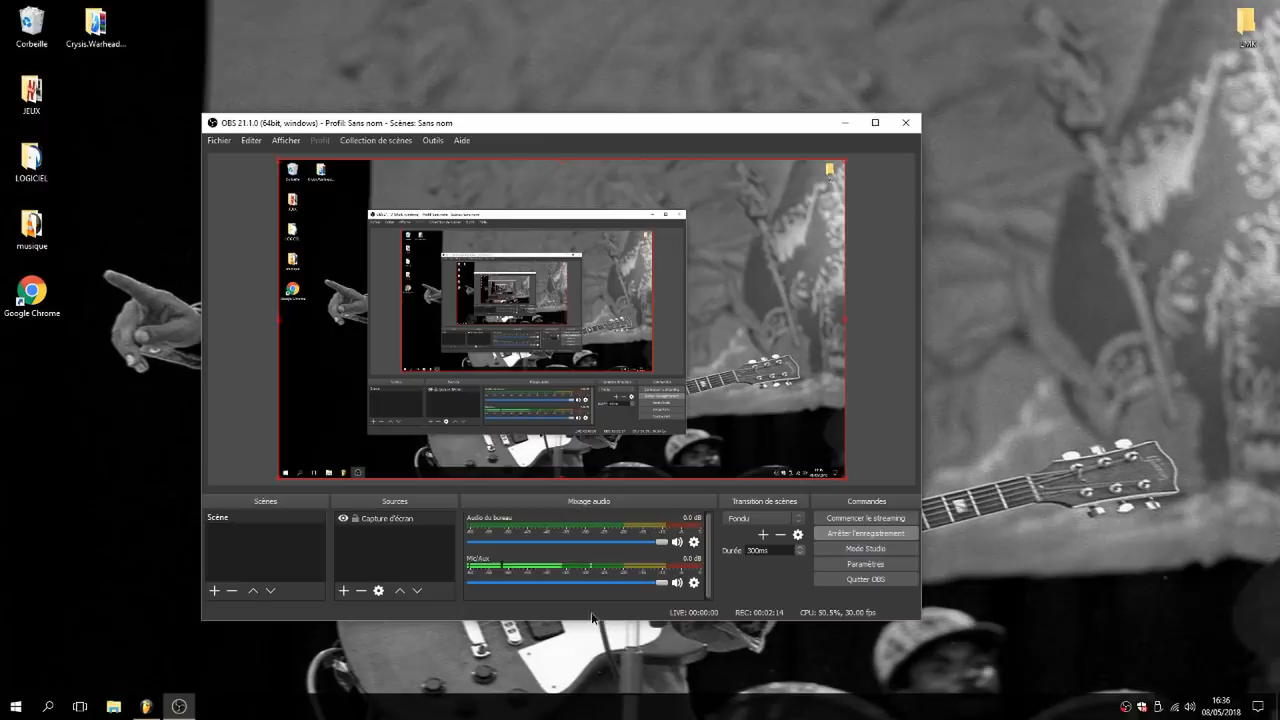 Corbeille
Crysis.Warhead...
JEUX
LOGICIEL
musique
Google Chrome
OBS 21.1.0 (64bit, windows) - Profil: Sans nom - Scènes: Sans nom
Fichier Editer Afficher Profil Collection de scènes Outils Aide
Scènes Sources Mixage audio Transition de scènes Commandes
Scène
Capture d'écran
Audio du bureau 0.0 dB
Mic/Aux 0.0 dB
Fondu
Durée 300ms
Commencer le streaming
Arrêter l'enregistrement
Mode Studio
Paramètres
Quitter OBS
LIVE: 00:00:00 REC: 00:02:14 CPU: 50.5%, 30.00 fps
16:36
08/05/2018